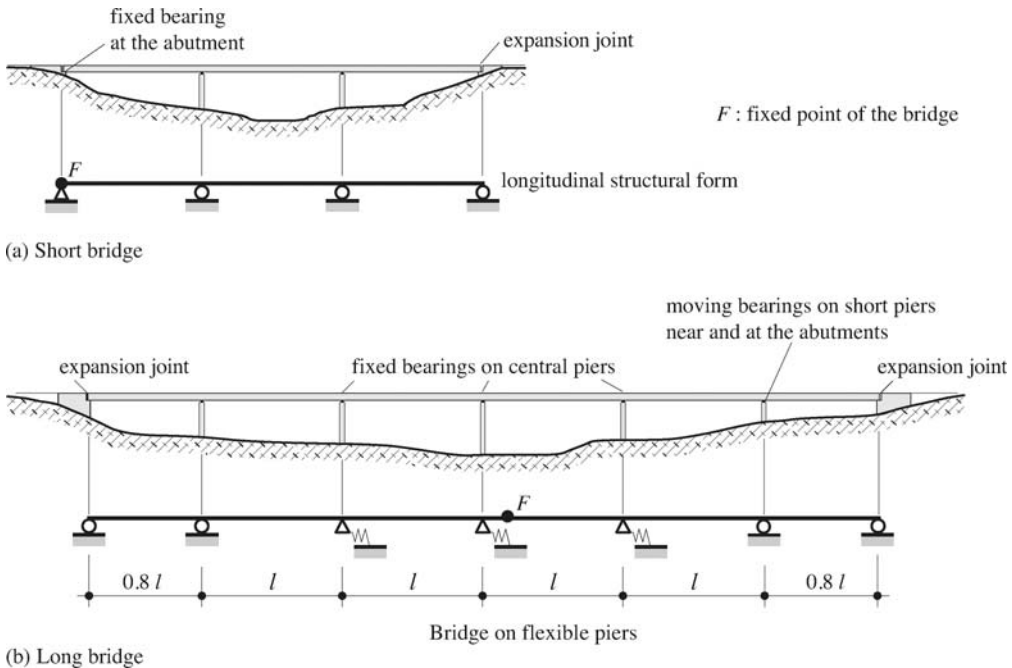 fixed bearing
at the abutment
expansion joint
F : fixed point of the bridge
F
longitudinal structural form
(a) Short bridge
moving bearings on short piers
near and at the abutments
expansion joint
fixed bearings on central piers
expansion joint
F
0.8 l
l
l
l
l
0.8 l
Bridge on flexible piers
(b) Long bridge